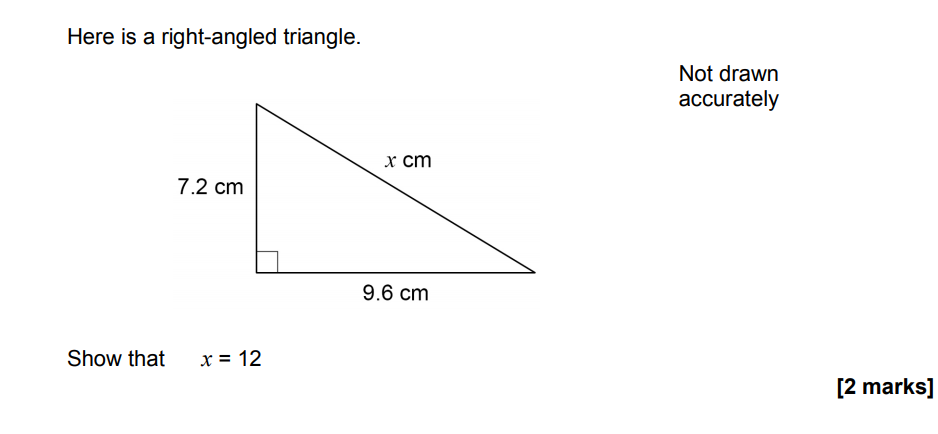 Here is a right-angled triangle.
Not drawn
accurately
x cm
7.2 cm
9.6 cm
Show that x = 12
[2 marks]